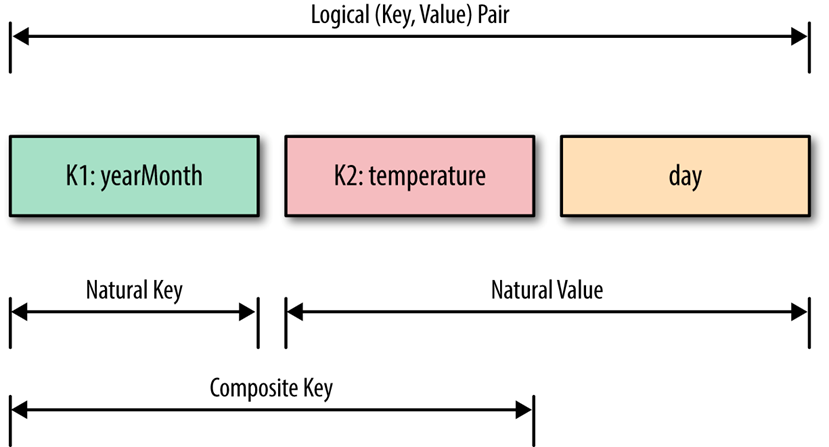 Logical (Key, Value) Pair
K1: yearMonth
K2: temperature
day
Natural Key
Natural Value
Composite Key